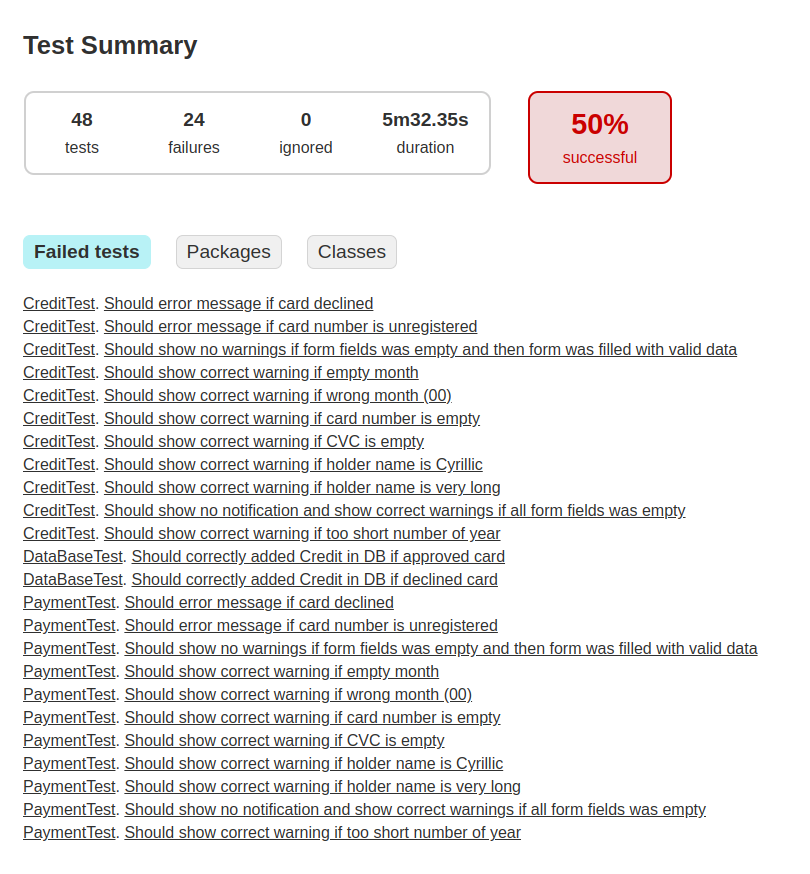 Test Summary
48 24 0 5m32.35s
tests failures ignored duration
50%
successful
Failed tests Packages Classes
CreditTest. Should error message if card declined
CreditTest. Should error message if card number is unregistered
CreditTest. Should show no warnings if form fields was empty and then form was filled with valid data
CreditTest. Should show correct warning if empty month
CreditTest. Should show correct warning if wrong month (00)
CreditTest. Should show correct warning if card number is empty
CreditTest. Should show correct warning if CVC is empty
CreditTest. Should show correct warning if holder name is Cyrillic
CreditTest. Should show correct warning if holder name is very long
CreditTest. Should show no notification and show correct warnings if all form fields was empty
CreditTest. Should show correct warning if too short number of year
DataBaseTest. Should correctly added Credit in DB if approved card
DataBaseTest. Should correctly added Credit in DB if declined card
PaymentTest. Should error message if card declined
PaymentTest. Should error message if card number is unregistered
PaymentTest. Should show no warnings if form fields was empty and then form was filled with valid data
PaymentTest. Should show correct warning if empty month
PaymentTest. Should show correct warning if wrong month (00)
PaymentTest. Should show correct warning if card number is empty
PaymentTest. Should show correct warning if CVC is empty
PaymentTest. Should show correct warning if holder name is Cyrillic
PaymentTest. Should show correct warning if holder name is very long
PaymentTest. Should show no notification and show correct warnings if all form fields was empty
PaymentTest. Should show correct warning if too short number of year